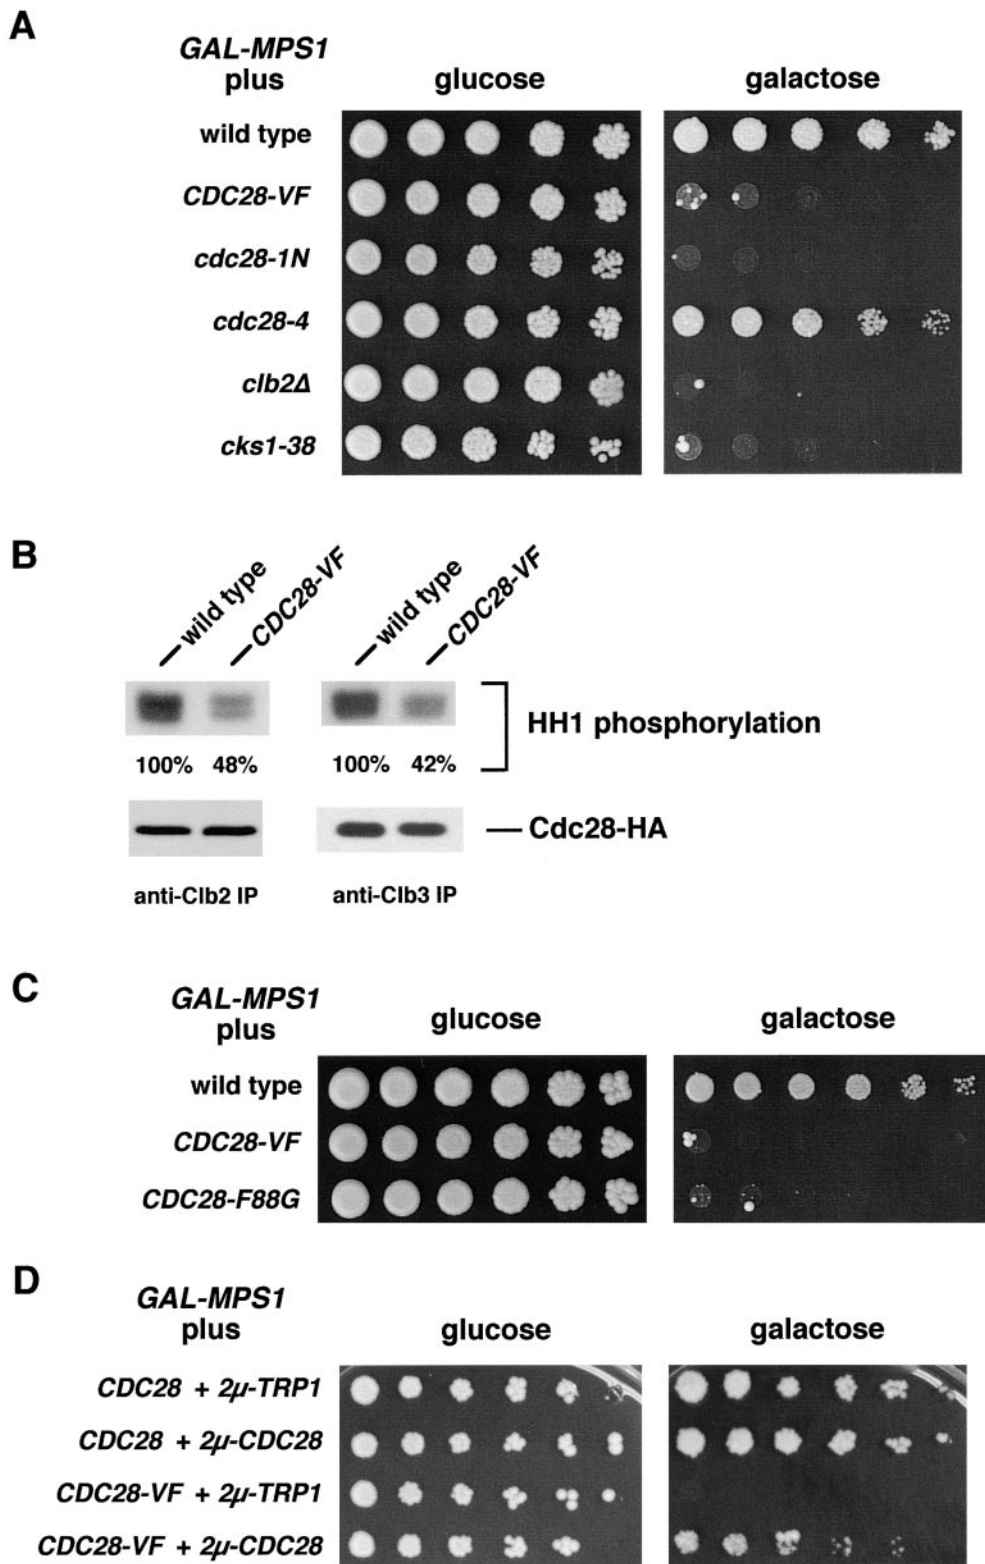 A
GAL-MPS1
plus
glucose
galactose
wild type
CDC28-VF
cdc28-1N
cdc28-4
clb2Δ
cks1-38
B
wild type
CDC28-VF
wild type
CDC28-VF
HH1 phosphorylation
100% 48% 100% 42%
Cdc28-HA
anti-Clb2 IP
anti-Clb3 IP
C
GAL-MPS1
plus
glucose
galactose
wild type
CDC28-VF
CDC28-F88G
D
GAL-MPS1
plus
glucose
galactose
CDC28 + 2μ-TRP1
CDC28 + 2μ-CDC28
CDC28-VF + 2μ-TRP1
CDC28-VF + 2μ-CDC28